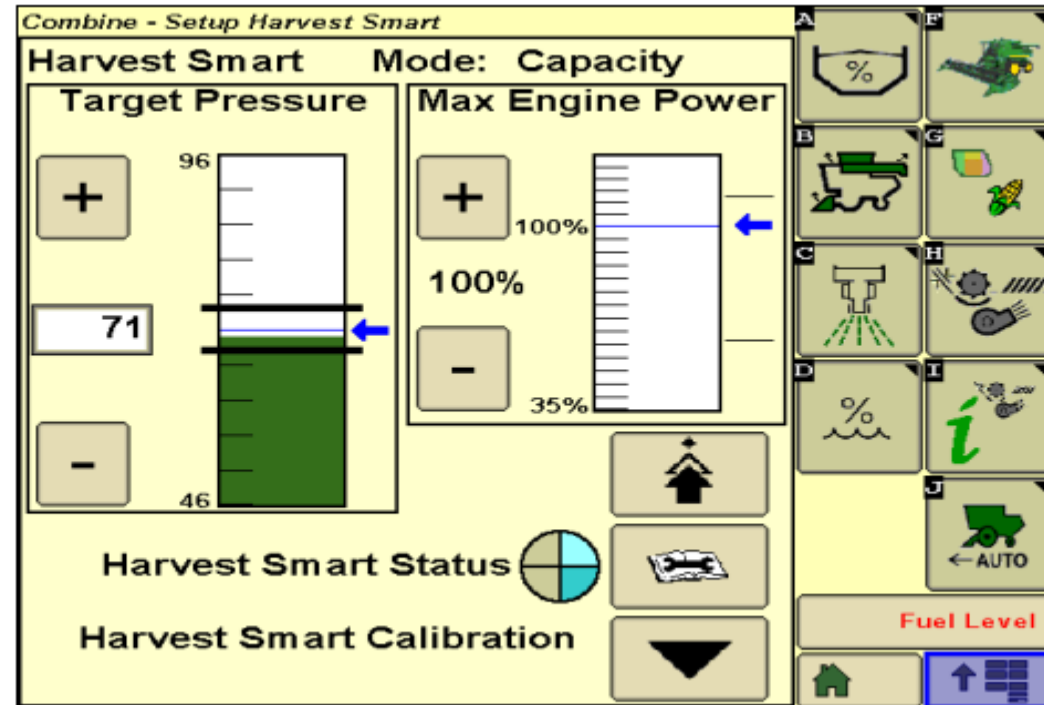 Combine - Setup Harvest Smart
Harvest Smart Mode: Capacity
Target Pressure
+
96
71
-
46
Max Engine Power
+
100%
100%
-
35%
Harvest Smart Status
Harvest Smart Calibration
A
%
F
B
G
C
H
D
%
I
i
J
←AUTO
Fuel Level